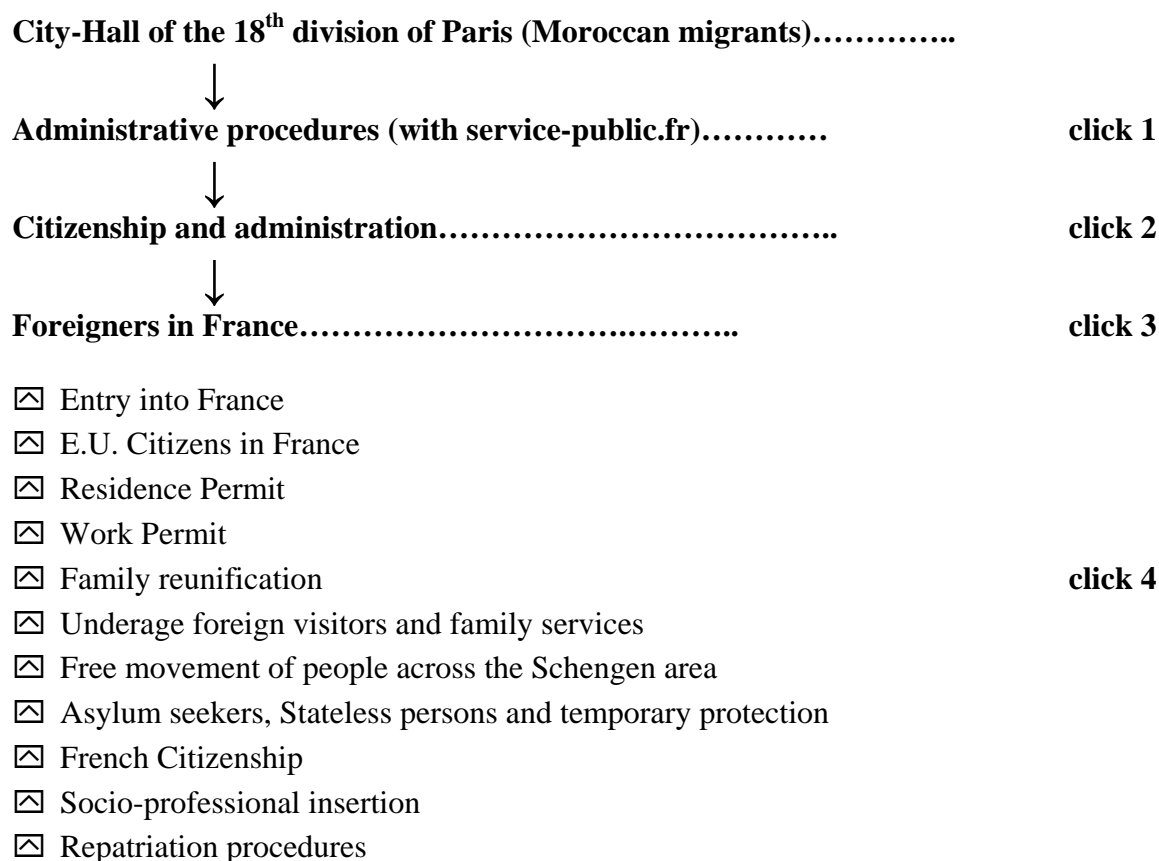 City-Hall of the 18th division of Paris (Moroccan migrants)…………..
↓
Administrative procedures (with service-public.fr)………… click 1
↓
Citizenship and administration……………………………….. click 2
↓
Foreigners in France………………………….……….. click 3
Entry into France
E.U. Citizens in France
Residence Permit
Work Permit
Family reunification click 4
Underage foreign visitors and family services
Free movement of people across the Schengen area
Asylum seekers, Stateless persons and temporary protection
French Citizenship
Socio-professional insertion
Repatriation procedures